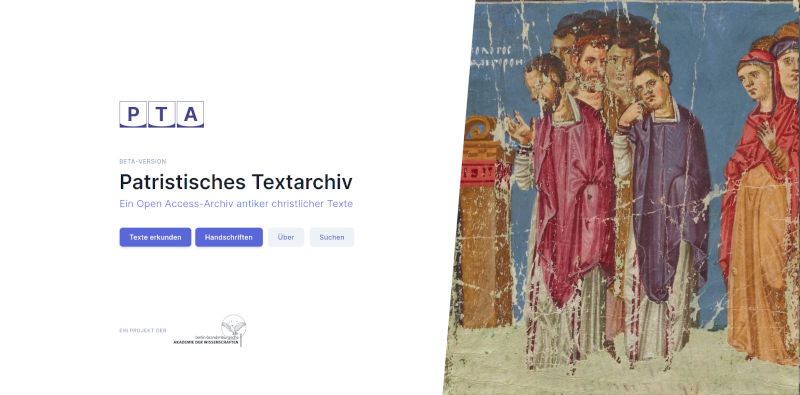 PTA
BETA-VERSION
Patristisches Textarchiv
Ein Open Access-Archiv antiker christlicher Texte
Texte erkunden Handschriften Über Suchen
EIN PROJEKT DER
berlin-brandenburgische
AKADEMIE DER WISSENSCHAFTEN